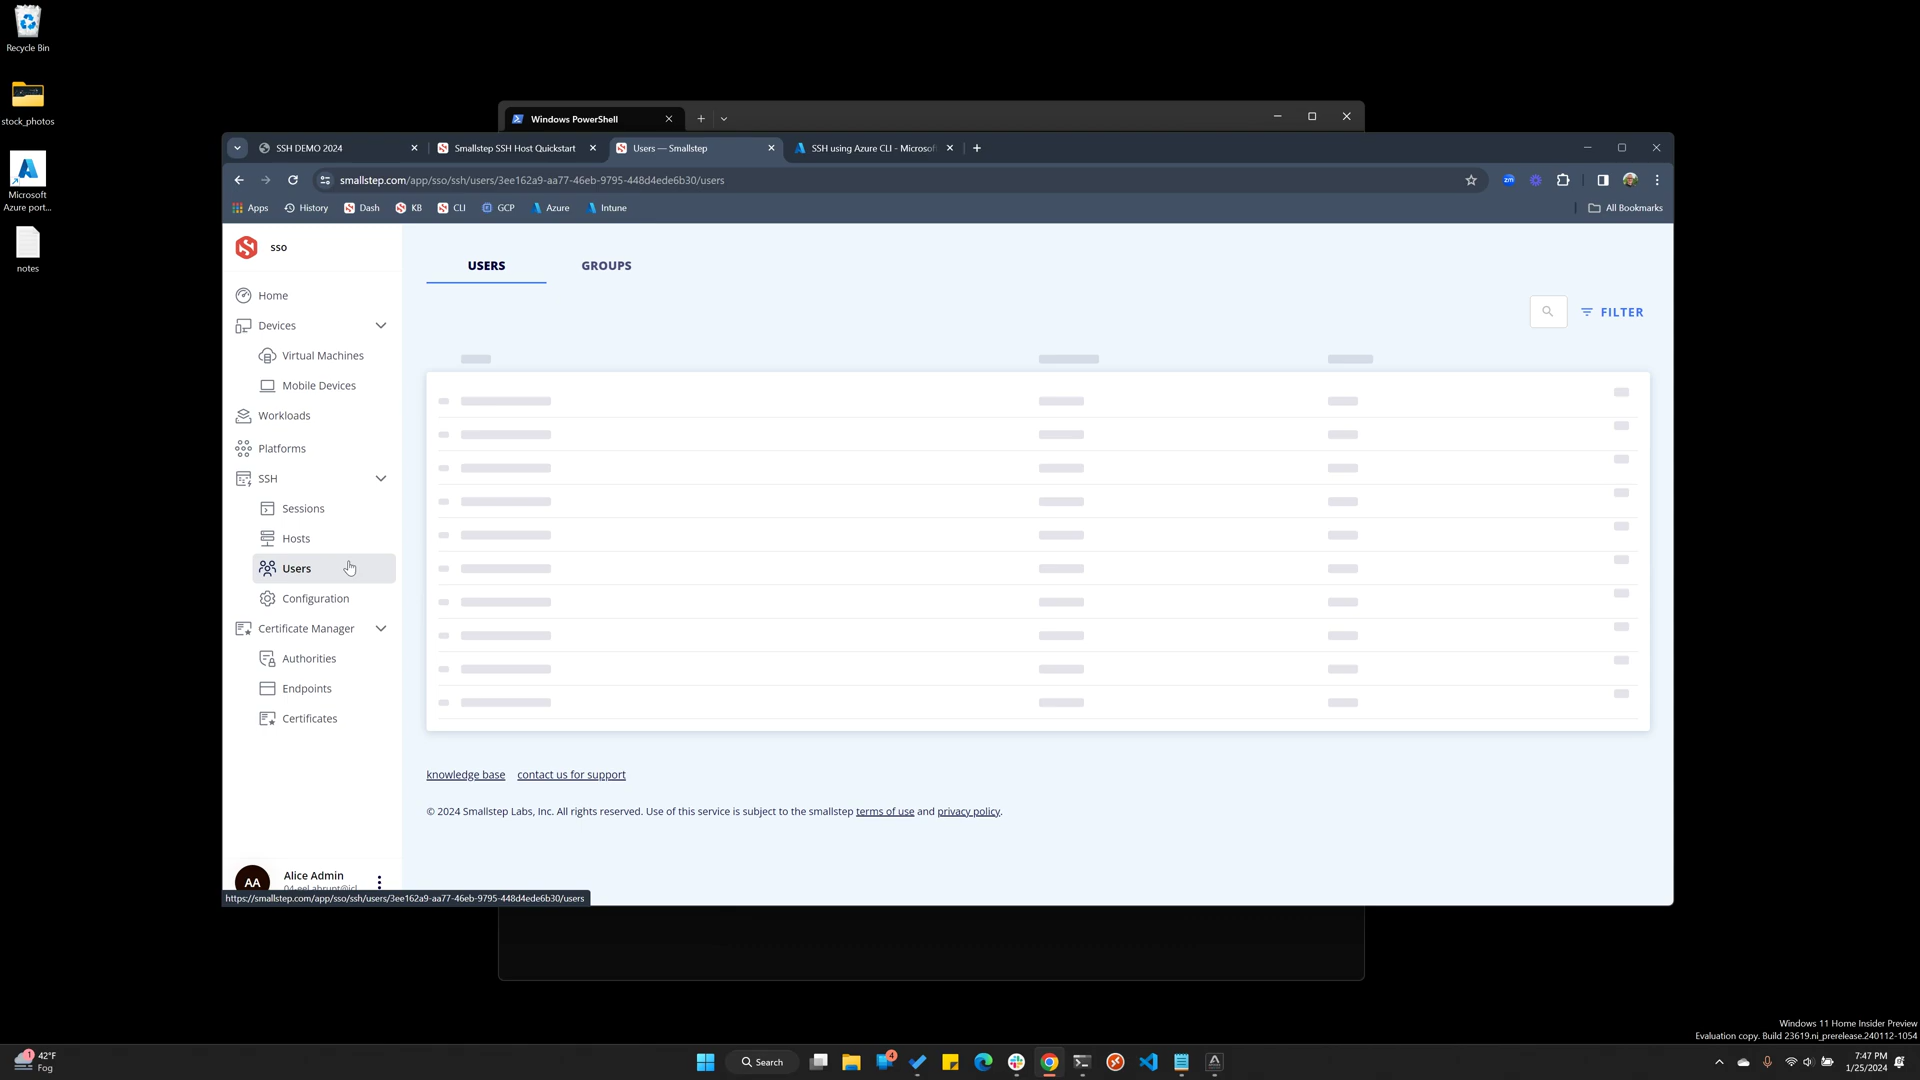 Recycle Bin
stock_photos
Microsoft
Azure port...
notes
Windows PowerShell
SSH DEMO 2024
Smallstep SSH Host Quickstart
Users — Smallstep
SSH using Azure CLI - Microsof
smallstep.com/app/sso/ssh/users/3ee162a9-aa77-46eb-9795-448d4ede6b30/users
zm
Apps
History
Dash
KB
CLI
GCP
Azure
Intune
All Bookmarks
sso
Home
Devices
Virtual Machines
Mobile Devices
Workloads
Platforms
SSH
Sessions
Hosts
Users
Configuration
Certificate Manager
Authorities
Endpoints
Certificates
USERS
GROUPS
FILTER
knowledge base contact us for support
© 2024 Smallstep Labs, Inc. All rights reserved. Use of this service is subject to the smallstep terms of use and privacy policy.
AA
Alice Admin
https://smallstep.com/app/sso/ssh/users/3ee162a9-aa77-46eb-9795-448d4ede6b30/users
Windows 11 Home Insider Preview
Evaluation copy. Build 23619.ni_prerelease.240112-1054
1
42°F
Fog
Search
4
7:47 PM
1/25/2024